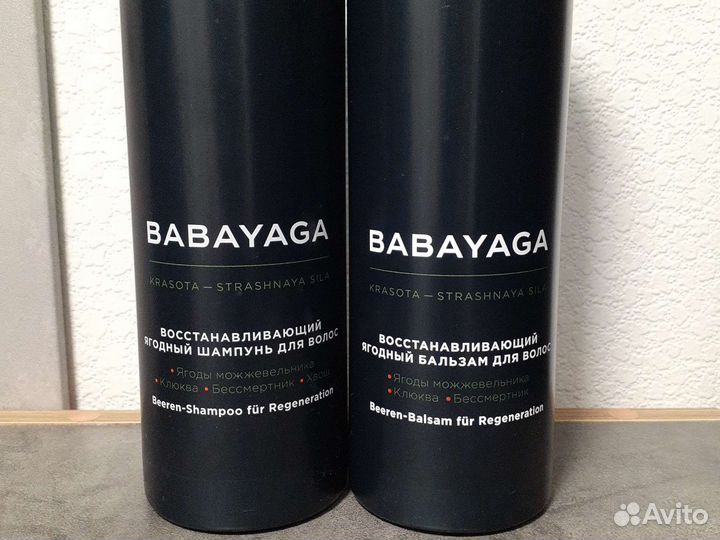 BABAYAGA
KRASOTA — STRASHNAYA SILA
ВОССТАНАВЛИВАЮЩИЙ
ЯГОДНЫЙ ШАМПУНЬ ДЛЯ ВОЛОС
•Ягоды можжевельника
•Клюква •Бессмертник •Хвощ
Beeren-Shampoo für Regeneration
BABAYAGA
KRASOTA — STRASHNAYA SILA
ВОССТАНАВЛИВАЮЩИЙ
ЯГОДНЫЙ БАЛЬЗАМ ДЛЯ ВОЛОС
•Ягоды можжевельника
•Клюква •Бессмертник
Beeren-Balsam für Regeneration
Avito